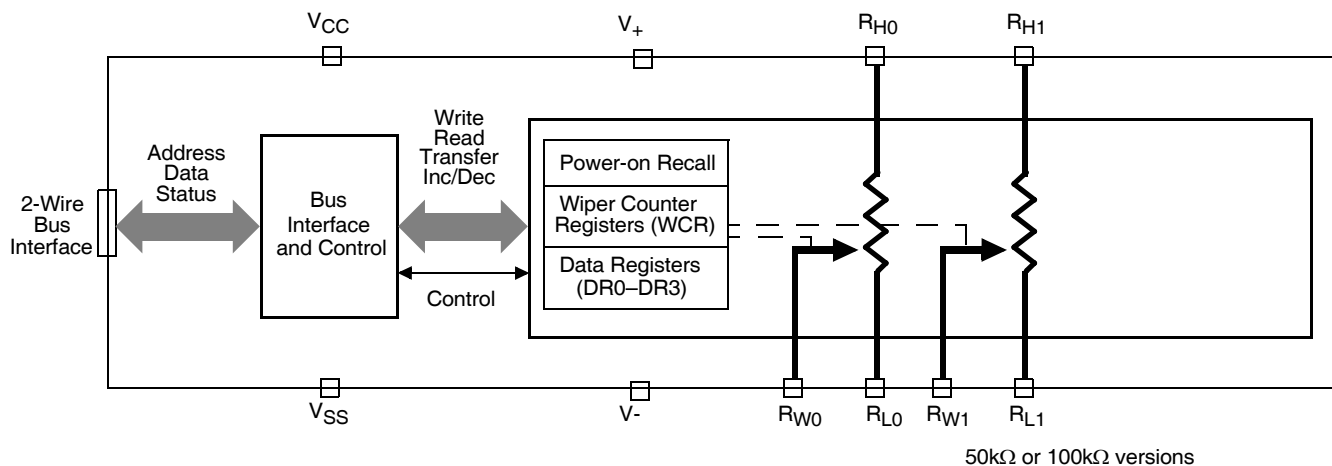 VCC
V+
RH0
RH1
Address
Data
Status
Write
Read
Transfer
Inc/Dec
2-Wire
Bus
Interface
Bus
Interface
and Control
Power-on Recall
Wiper Counter
Registers (WCR)
Data Registers
(DR0–DR3)
Control
VSS
V-
RW0
RL0
RW1
RL1
50kΩ or 100kΩ versions